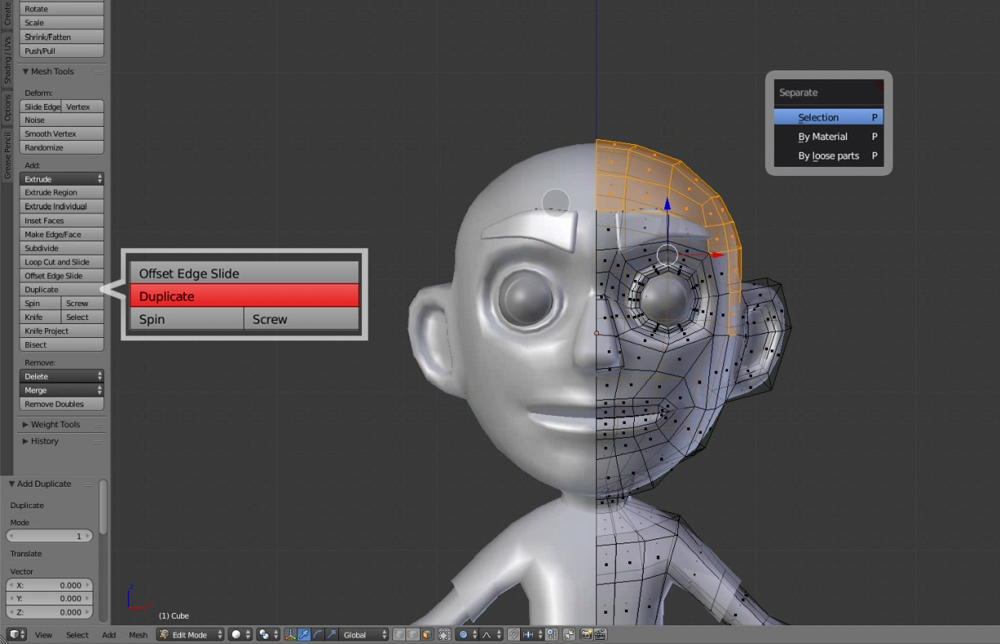 Create
Shading / UVs
Options
Grease Pencil
Rotate
Scale
Shrink/Fatten
Push/Pull
Mesh Tools
Deform:
Slide Edge Vertex
Noise
Smooth Vertex
Randomize
Add:
Extrude
Extrude Region
Extrude Individual
Inset Faces
Make Edge/Face
Subdivide
Loop Cut and Slide
Offset Edge Slide
Duplicate
Spin Screw
Knife Select
Knife Project
Bisect
Remove:
Delete
Merge
Remove Doubles
Weight Tools
History
Add Duplicate
Duplicate
Mode
1
Translate
Vector
X: 0.000
Y: 0.000
Z: 0.000
Offset Edge Slide
Duplicate
Spin Screw
Separate
Selection P
By Material P
By loose parts P
(1) Cube
View Select Add Mesh Edit Mode Global